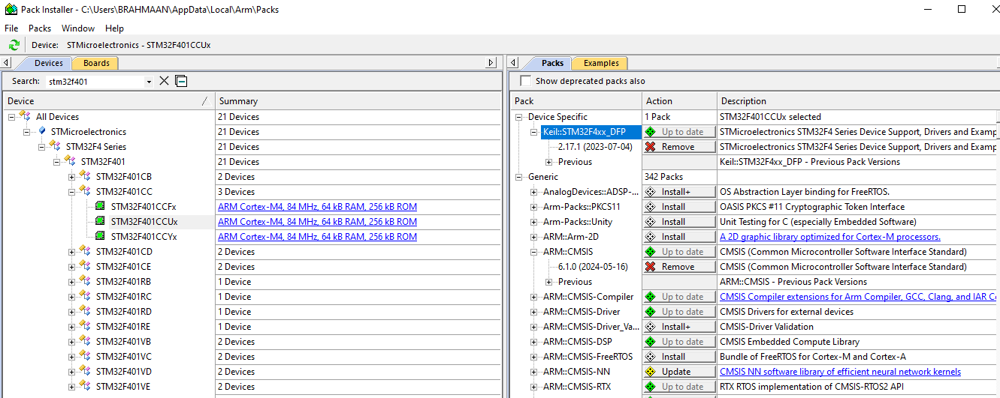 Pack Installer - C:\Users\BRAHMAAN\AppData\Local\Arm\Packs
File Packs Window Help
Device: STMicroelectronics - STM32F401CCUx
Devices Boards
Search: stm32f401
Device / Summary
All Devices 21 Devices
STMicroelectronics 21 Devices
STM32F4 Series 21 Devices
STM32F401 21 Devices
STM32F401CB 2 Devices
STM32F401CC 3 Devices
STM32F401CCFx ARM Cortex-M4, 84 MHz, 64 kB RAM, 256 kB ROM
STM32F401CCUx ARM Cortex-M4, 84 MHz, 64 kB RAM, 256 kB ROM
STM32F401CCYx ARM Cortex-M4, 84 MHz, 64 kB RAM, 256 kB ROM
STM32F401CD 2 Devices
STM32F401CE 2 Devices
STM32F401RB 1 Device
STM32F401RC 1 Device
STM32F401RD 1 Device
STM32F401RE 1 Device
STM32F401VB 2 Devices
STM32F401VC 2 Devices
STM32F401VD 2 Devices
STM32F401VE 2 Devices
Packs Examples
Show deprecated packs also
Pack Action Description
Device Specific 1 Pack STM32F401CCUx selected
Keil::STM32F4xx_DFP Up to date STMicroelectronics STM32F4 Series Device Support, Drivers and Examp
2.17.1 (2023-07-04) Remove STMicroelectronics STM32F4 Series Device Support, Drivers and Examp
Previous Keil::STM32F4xx_DFP - Previous Pack Versions
Generic 342 Packs
AnalogDevices::ADSP-... Install+ OS Abstraction Layer binding for FreeRTOS.
Arm-Packs::PKCS11 Install OASIS PKCS #11 Cryptographic Token Interface
Arm-Packs::Unity Install Unit Testing for C (especially Embedded Software)
ARM::Arm-2D Install A 2D graphic library optimized for Cortex-M processors.
ARM::CMSIS Up to date CMSIS (Common Microcontroller Software Interface Standard)
6.1.0 (2024-05-16) Remove CMSIS (Common Microcontroller Software Interface Standard)
Previous ARM::CMSIS - Previous Pack Versions
ARM::CMSIS-Compiler Up to date CMSIS Compiler extensions for Arm Compiler, GCC, Clang, and IAR C
ARM::CMSIS-Driver Up to date CMSIS Drivers for external devices
ARM::CMSIS-Driver_Va... Install+ CMSIS-Driver Validation
ARM::CMSIS-DSP Up to date CMSIS Embedded Compute Library
ARM::CMSIS-FreeRTOS Install Bundle of FreeRTOS for Cortex-M and Cortex-A
ARM::CMSIS-NN Update CMSIS NN software library of efficient neural network kernels
ARM::CMSIS-RTX Up to date RTX RTOS implementation of CMSIS-RTOS2 API